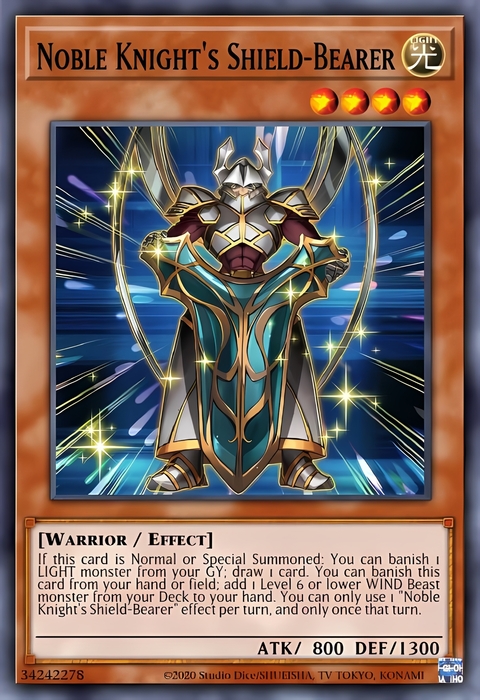 NOBLE KNIGHT'S SHIELD-BEARER
LIGHT
光
[WARRIOR / EFFECT]
If this card is Normal or Special Summoned: You can banish 1
LIGHT monster from your GY; draw 1 card. You can banish this
card from your hand or field; add 1 Level 6 or lower WIND Beast
monster from your Deck to your hand. You can only use 1 "Noble
Knight's Shield-Bearer" effect per turn, and only once that turn.
ATK/ 800 DEF/1300
34242278 ©2020 Studio Dice/SHUEISHA, TV TOKYO, KONAMI